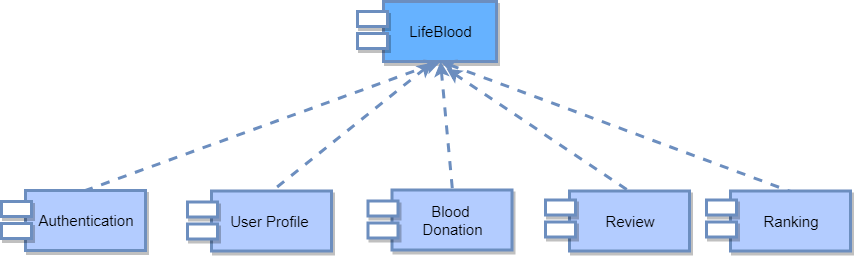 LifeBlood
Authentication
User Profile
Blood
Donation
Review
Ranking